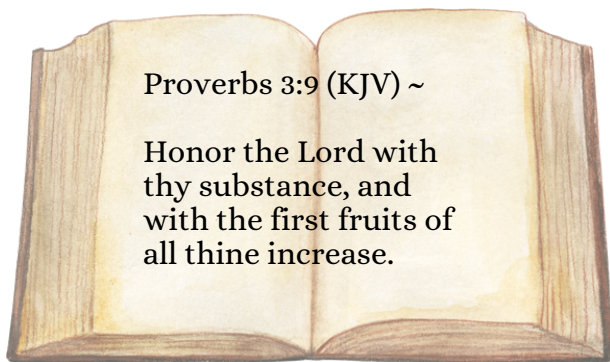 Proverbs 3:9 (KJV) ~
Honor the Lord with
thy substance, and
with the first fruits of
all thine increase.